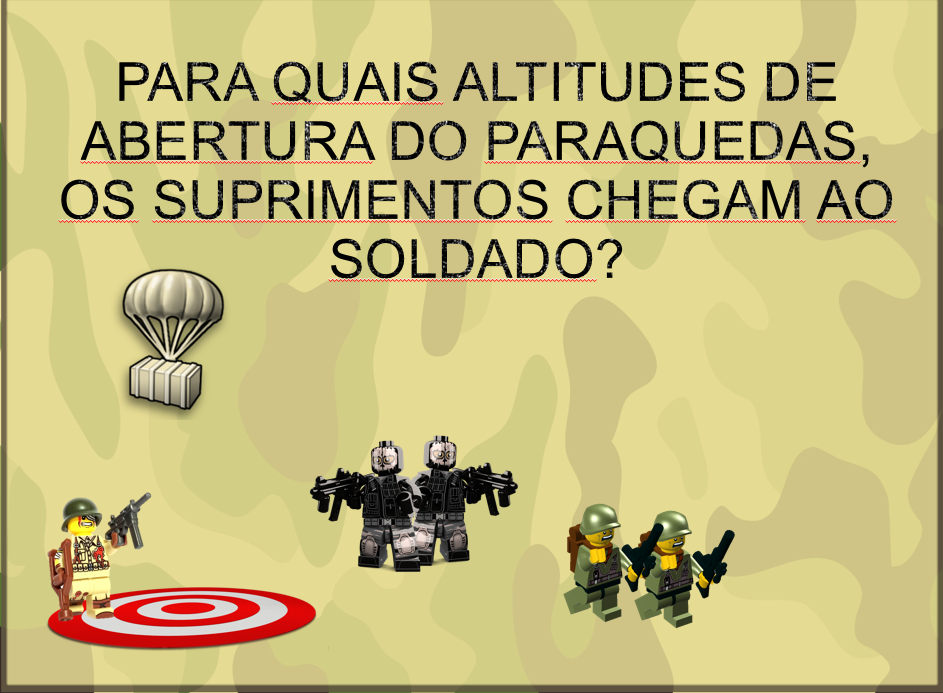 PARA QUAIS ALTITUDES DE
ABERTURA DO PARAQUEDAS,
OS SUPRIMENTOS CHEGAM AO
SOLDADO?